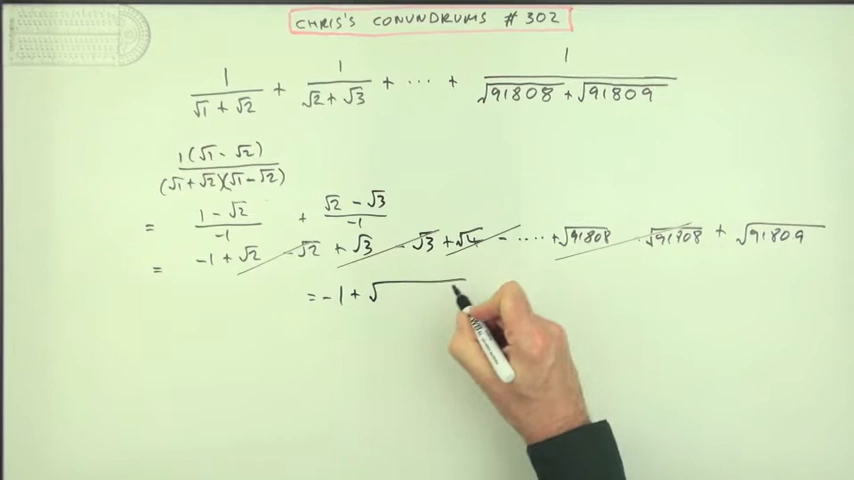 CHRIS'S CONUNDRUMS # 302
1/(√1 + √2) + 1/(√2 + √3) + ... + 1/(√91808 + √91809)
1(√1 - √2)/(√1 + √2)(√1 - √2)
= (1 - √2)/-1 + (√2 - √3)/-1
= -1 + √2 - √2 + √3 - √3 + √4 - .... + √91808 - √91808 + √91809
= -1 + √